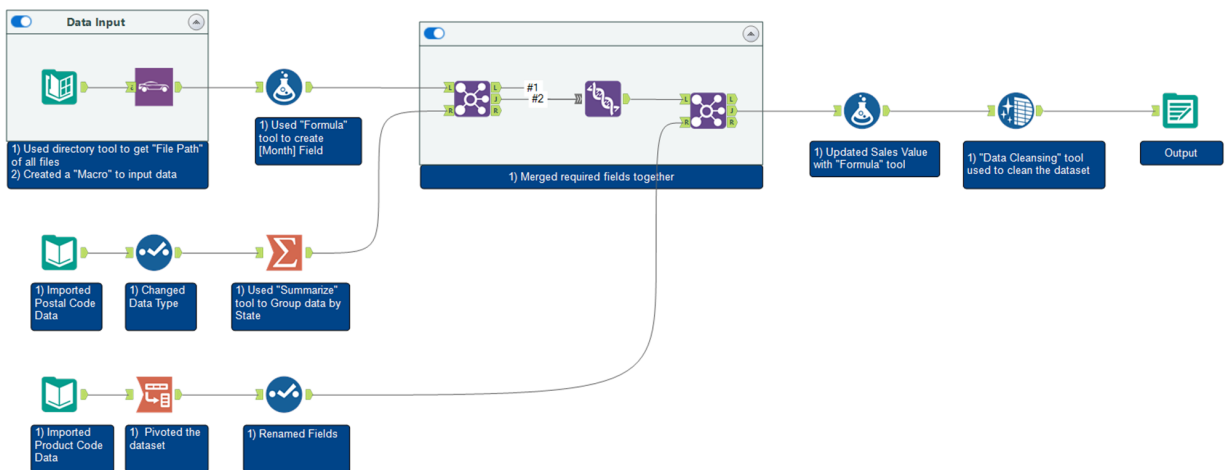 Data Input
1) Used directory tool to get "File Path"
of all files
2) Created a "Macro" to input data
1) Used "Formula"
tool to create
[Month] Field
L
R
L
J
R
#1
#2
L
R
L
J
R
1) Merged required fields together
1) Updated Sales Value
with "Formula" tool
1) "Data Cleansing" tool
used to clean the dataset
Output
1) Imported
Postal Code
Data
1) Changed
Data Type
1) Used "Summarize"
tool to Group data by
State
1) Imported
Product Code
Data
1) Pivoted the
dataset
1) Renamed Fields